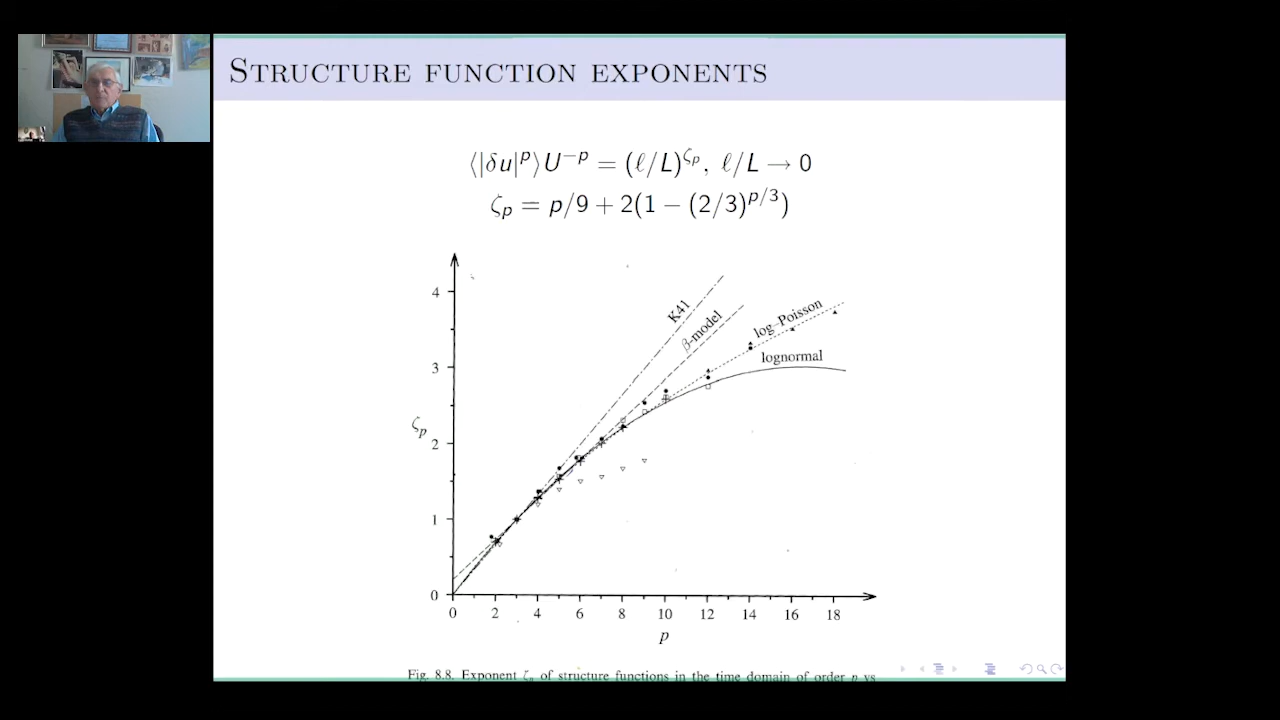 STRUCTURE FUNCTION EXPONENTS
⟨|δu|^p⟩U^{−p} = (ℓ/L)^{ζ_p}, ℓ/L → 0
ζ_p = p/9 + 2(1 − (2/3)^{p/3})
K41
β-model
log-Poisson
lognormal
4
3
ζ_p
2
1
0
0 2 4 6 8 10 12 14 16 18
p
Fig. 8.8. Exponent ζ_n of structure functions in the time domain of order n vs